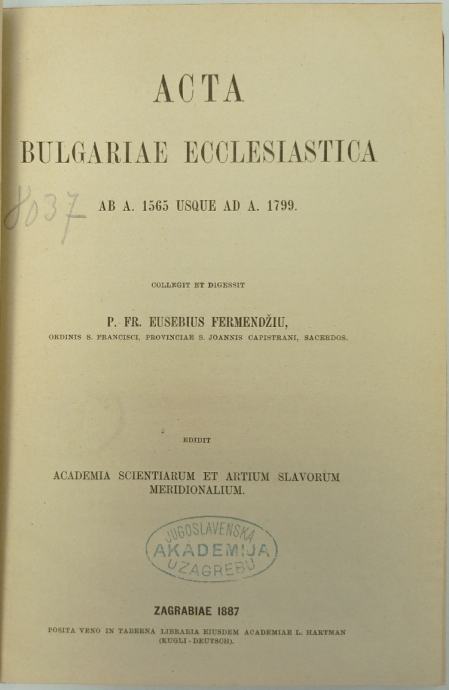 ACTA
BULGARIAE ECCLESIASTICA
AB A. 1565 USQUE AD A. 1799.
8037
COLLEGIT ET DIGESSIT
P. FR. EUSEBIUS FERMENDŽIU,
ORDINIS S. FRANCISCI, PROVINCIAE S. JOANNIS CAPISTRANI, SACERDOS.
EDIDIT
ACADEMIA SCIENTIARUM ET ARTIUM SLAVORUM
MERIDIONALIUM.
JUGOSLAVENSKA
AKADEMIJA
U ZAGREBU
ZAGRABIAE 1887
POSITA VENO IN TABERNA LIBRARIA EIUSDEM ACADEMIAE L. HARTMAN
(KUGLI-DEUTSCH).